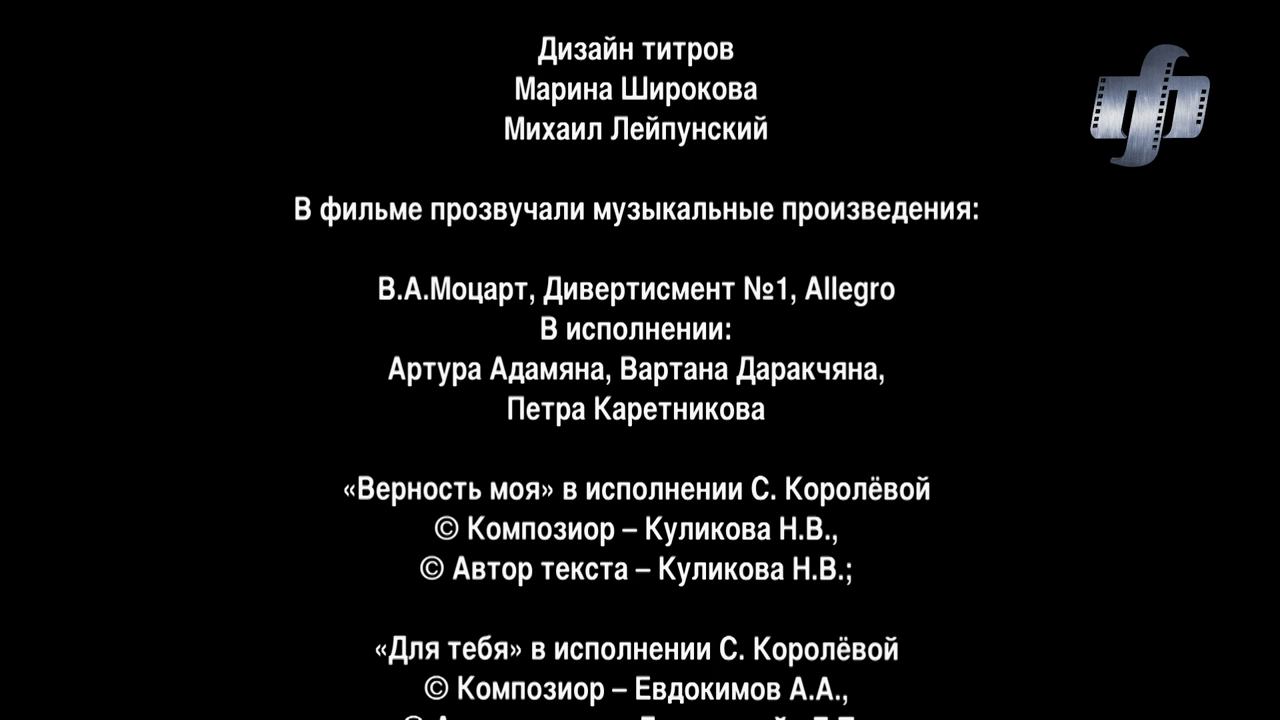 Дизайн титров
Марина Широкова
Михаил Лейпунский
В фильме прозвучали музыкальные произведения:
В.А.Моцарт, Дивертисмент №1, Allegro
В исполнении:
Артура Адамяна, Вартана Даракчяна,
Петра Каретникова
«Верность моя» в исполнении С. Королёвой
© Композиор – Куликова Н.В.,
© Автор текста – Куликова Н.В.;
«Для тебя» в исполнении С. Королёвой
© Композиор – Евдокимов А.А.,